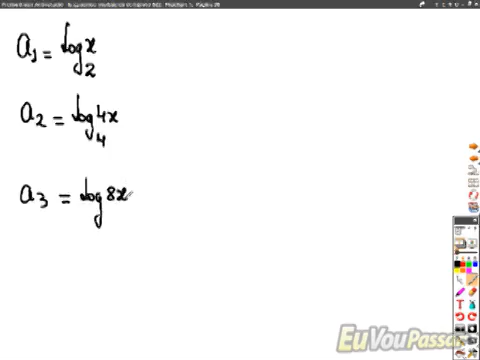 a₁ = log₂ x
a₂ = log₄ 4x
a₃ = log 8x
EuVouPassar